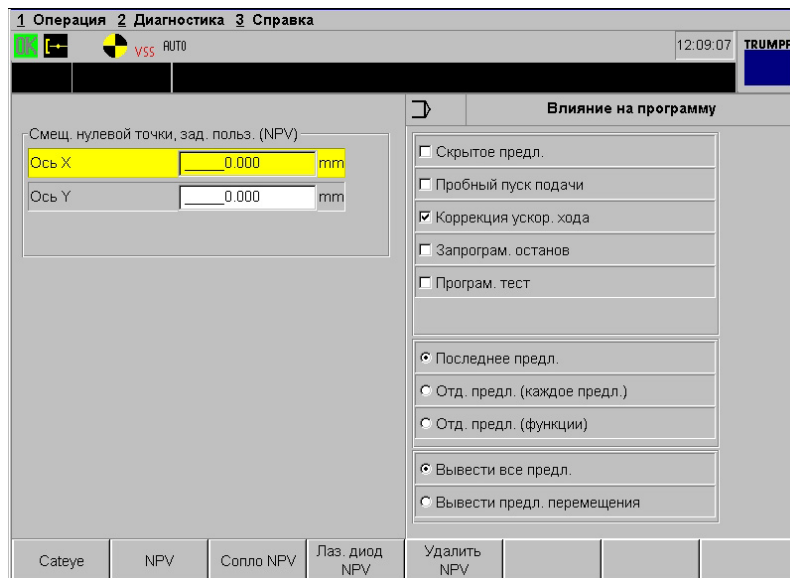 1 Операция 2 Диагностика 3 Справка
OK VSS AUTO 12:09:07 TRUMPF
Влияние на программу
Смещ. нулевой точки, зад. польз. (NPV)
Ось X 0.000 mm
Ось Y 0.000 mm
Скрытое предл.
Пробный пуск подачи
Коррекция ускор. хода
Запрограм. останов
Програм. тест
Последнее предл.
Отд. предл. (каждое предл.)
Отд. предл. (функции)
Вывести все предл.
Вывести предл. перемещения
Cateye
NPV
Сопло NPV
Лаз. диод
NPV
Удалить
NPV